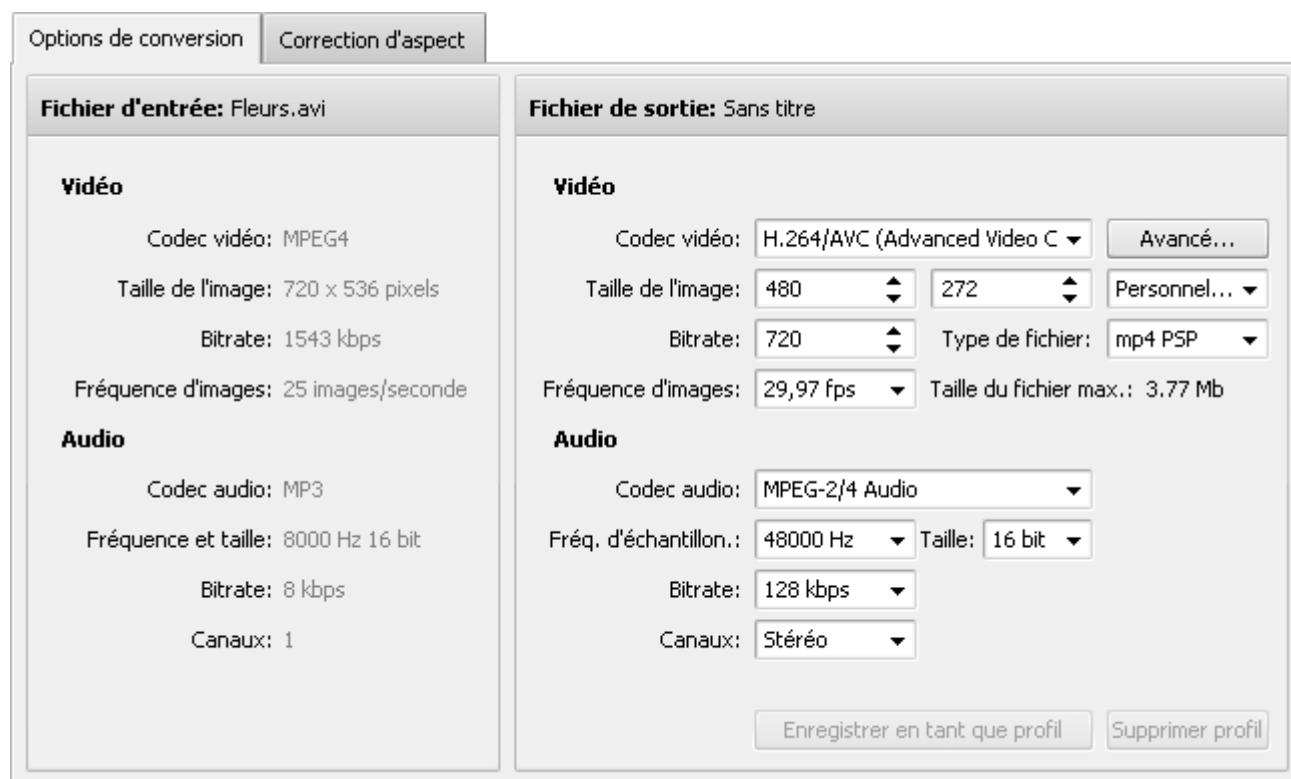 Options de conversion
Correction d'aspect
Fichier d'entrée: Fleurs.avi
Vidéo
Codec vidéo: MPEG4
Taille de l'image: 720 x 536 pixels
Bitrate: 1543 kbps
Fréquence d'images: 25 images/seconde
Audio
Codec audio: MP3
Fréquence et taille: 8000 Hz 16 bit
Bitrate: 8 kbps
Canaux: 1
Fichier de sortie: Sans titre
Vidéo
Codec vidéo: H.264/AVC (Advanced Video C Avancé...
Taille de l'image: 480 272 Personnel...
Bitrate: 720 Type de fichier: mp4 PSP
Fréquence d'images: 29,97 fps Taille du fichier max.: 3.77 Mb
Audio
Codec audio: MPEG-2/4 Audio
Fréq. d'échantillon.: 48000 Hz Taille: 16 bit
Bitrate: 128 kbps
Canaux: Stéréo
Enregistrer en tant que profil Supprimer profil